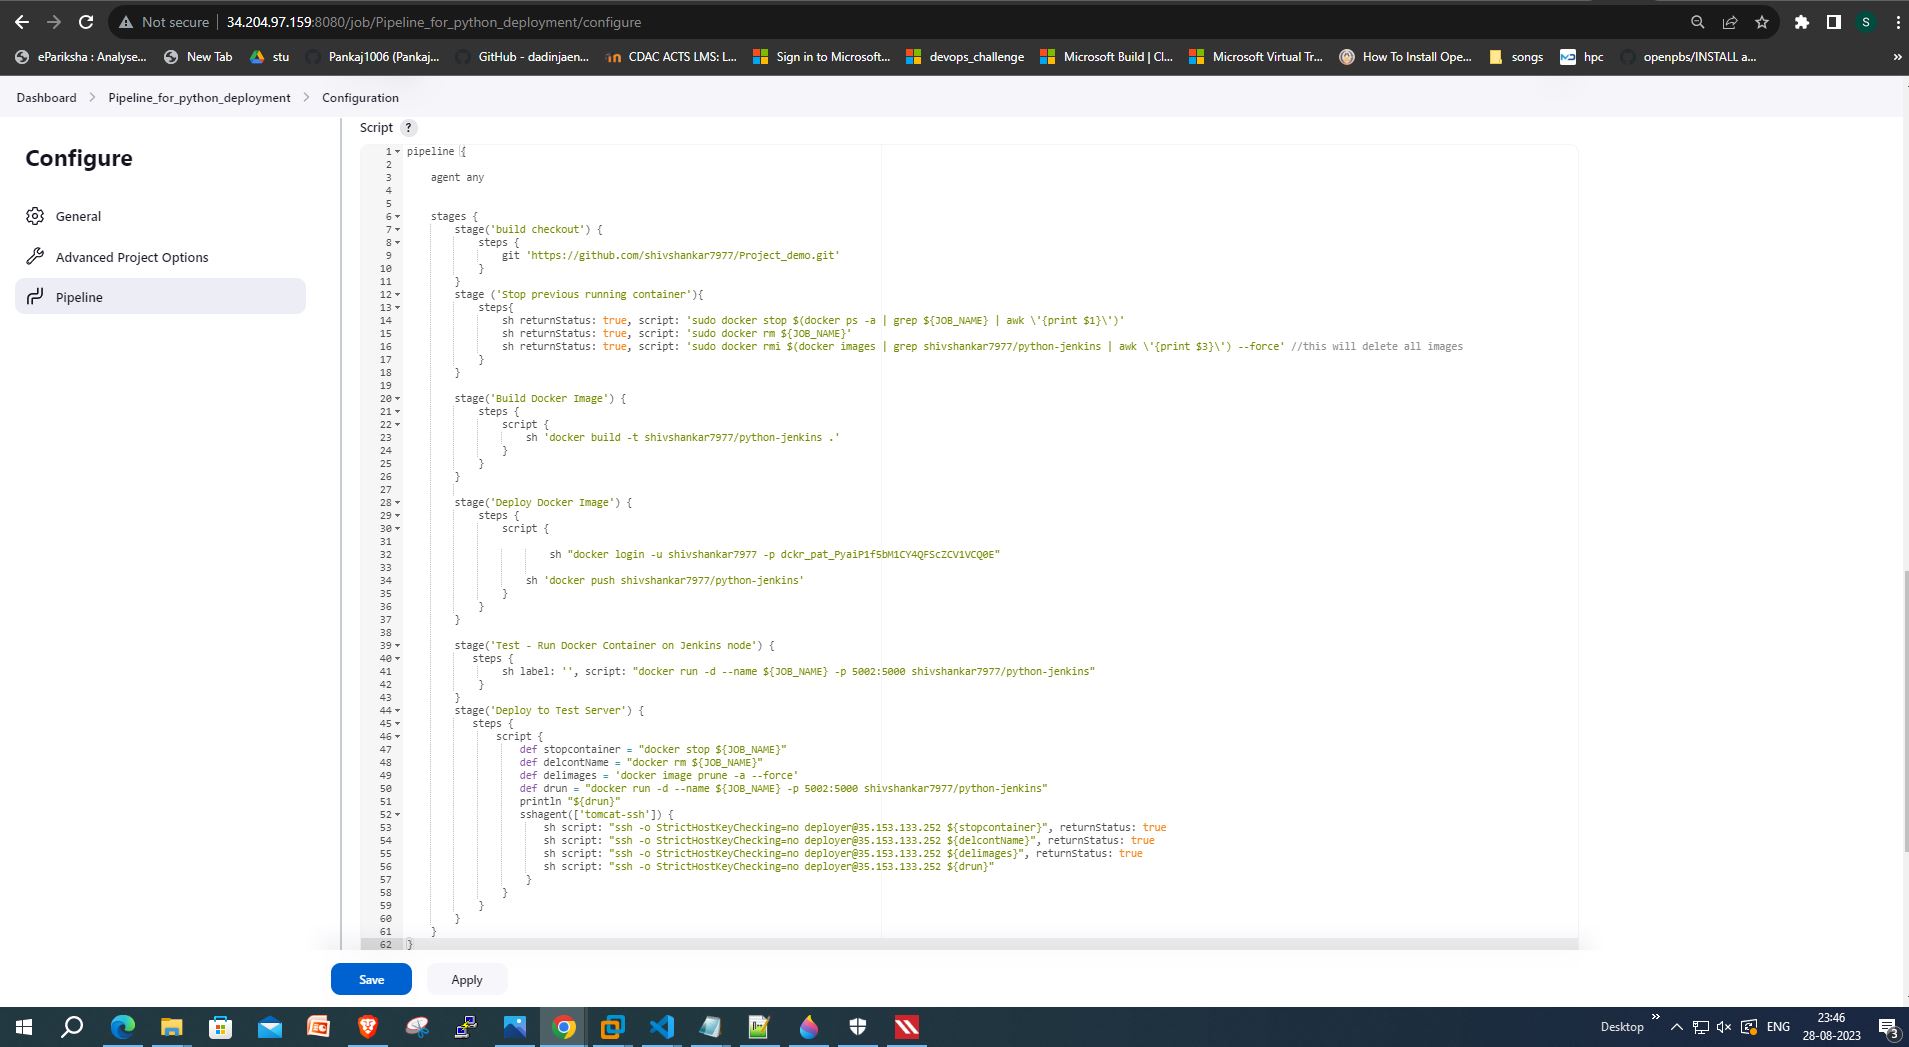 Not secure | 34.204.97.159:8080/job/Pipeline_for_python_deployment/configure
S
ePariksha : Analyse... New Tab stu Pankaj1006 (Pankaj... GitHub - dadinjaen... CDAC ACTS LMS: L... Sign in to Microsoft... devops_challenge Microsoft Build | Cl... Microsoft Virtual Tr... How To Install Ope... songs hpc openpbs/INSTALL a... »
Dashboard > Pipeline_for_python_deployment > Configuration
Configure
General
Advanced Project Options
Pipeline
Script ?
1 pipeline {
2
3 agent any
4
5
6 stages {
7 stage('build checkout') {
8 steps {
9 git 'https://github.com/shivshankar7977/Project_demo.git'
10 }
11 }
12 stage ('Stop previous running container'){
13 steps{
14 sh returnStatus: true, script: 'sudo docker stop $(docker ps -a | grep ${JOB_NAME} | awk \'{print $1}\')'
15 sh returnStatus: true, script: 'sudo docker rm ${JOB_NAME}'
16 sh returnStatus: true, script: 'sudo docker rmi $(docker images | grep shivshankar7977/python-jenkins | awk \'{print $3}\') --force' //this will delete all images
17 }
18 }
19
20 stage('Build Docker Image') {
21 steps {
22 script {
23 sh 'docker build -t shivshankar7977/python-jenkins .'
24 }
25 }
26 }
27
28 stage('Deploy Docker Image') {
29 steps {
30 script {
31
32 sh "docker login -u shivshankar7977 -p dckr_pat_PyaiP1f5bM1CY4QFScZCV1VCQ0E"
33
34 sh 'docker push shivshankar7977/python-jenkins'
35 }
36 }
37 }
38
39 stage('Test - Run Docker Container on Jenkins node') {
40 steps {
41 sh label: '', script: "docker run -d --name ${JOB_NAME} -p 5002:5000 shivshankar7977/python-jenkins"
42 }
43 }
44 stage('Deploy to Test Server') {
45 steps {
46 script {
47 def stopcontainer = "docker stop ${JOB_NAME}"
48 def delcontName = "docker rm ${JOB_NAME}"
49 def delimages = 'docker image prune -a --force'
50 def drun = "docker run -d --name ${JOB_NAME} -p 5002:5000 shivshankar7977/python-jenkins"
51 println "${drun}"
52 sshagent(['tomcat-ssh']) {
53 sh script: "ssh -o StrictHostKeyChecking=no deployer@35.153.133.252 ${stopcontainer}", returnStatus: true
54 sh script: "ssh -o StrictHostKeyChecking=no deployer@35.153.133.252 ${delcontName}", returnStatus: true
55 sh script: "ssh -o StrictHostKeyChecking=no deployer@35.153.133.252 ${delimages}", returnStatus: true
56 sh script: "ssh -o StrictHostKeyChecking=no deployer@35.153.133.252 ${drun}"
57 }
58 }
59 }
60 }
61 }
62 }
Save Apply
Desktop » ENG 23:46
28-08-2023 3